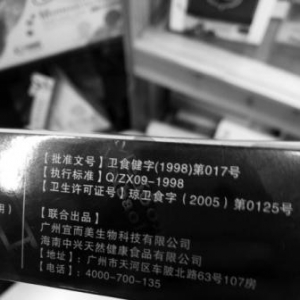 【批准文号】卫食健字(1998)第017号
【执行标准】Q/ZX09-1998
【卫生许可证号】琼卫食字（2005）第0125号
用）
【联合出品】
广州宜而美生物科技有限公司
海南中兴天然健康食品有限公司
【地址】：广州市天河区车陂北路63号107房
【电话】：4000-700-135